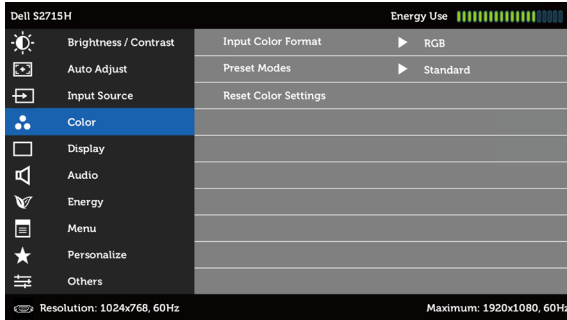 Dell S2715H
Energy Use
Brightness / Contrast
Input Color Format
RGB
Auto Adjust
Preset Modes
Standard
Input Source
Reset Color Settings
Color
Display
Audio
Energy
Menu
Personalize
Others
Resolution: 1024x768, 60Hz
Maximum: 1920x1080, 60Hz